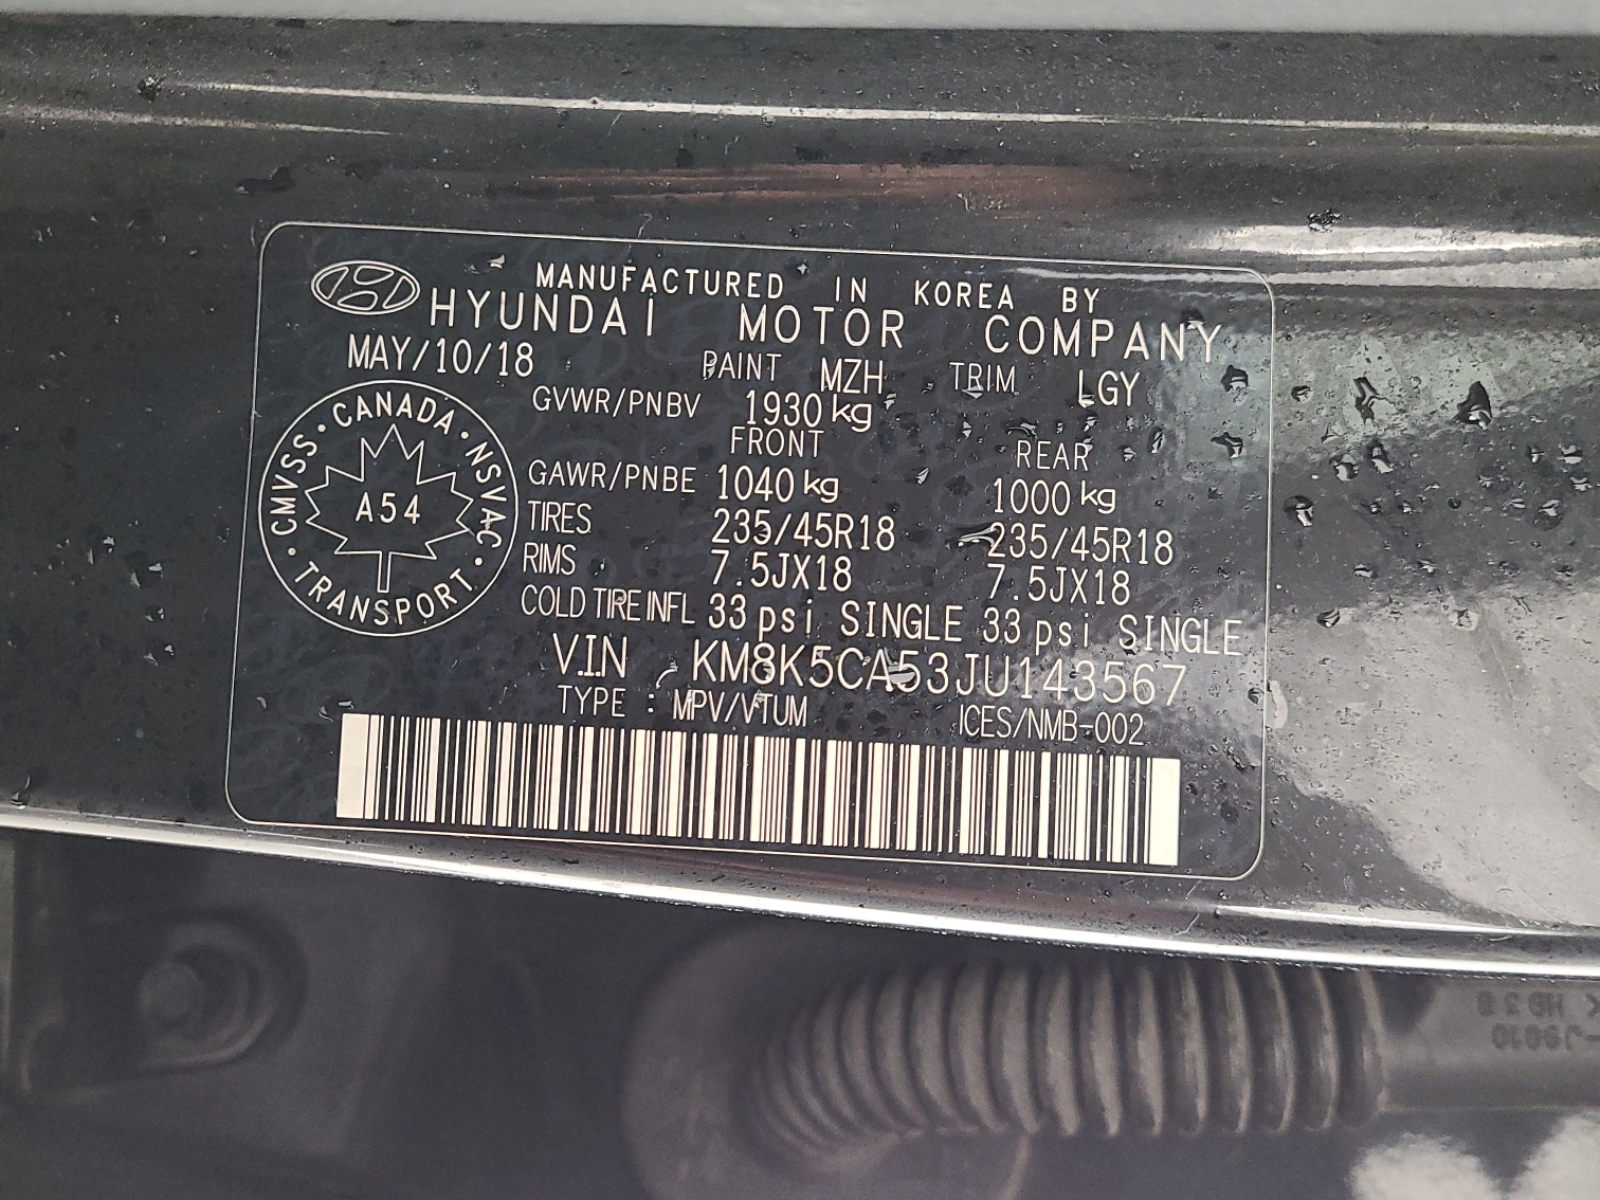 MANUFACTURED IN KOREA BY
HYUNDAI MOTOR COMPANY
MAY/10/18 PAINT MZH TRIM LGY
GVWR/PNBV 1930 kg
FRONT REAR
GAWR/PNBE 1040 kg 1000 kg
TIRES 235/45R18 235/45R18
RIMS 7.5JX18 7.5JX18
COLD TIRE INFL 33 psi SINGLE 33 psi SINGLE
V.I.N KM8K5CA53JU143567
TYPE : MPV/VTUM ICES/NMB-002
CMVSS · CANADA · NSVAC · TRANSPORT ·
A54